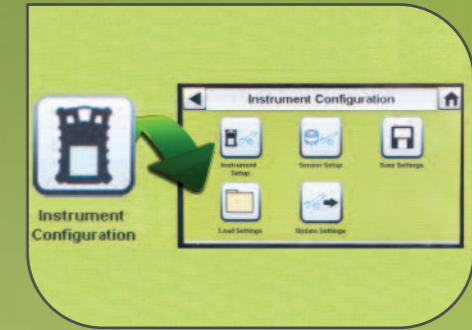 Instrument Configuration
Instrument
Setup
Sensor Setup
Save Settings
Load Settings
Update Settings
Instrument
Configuration